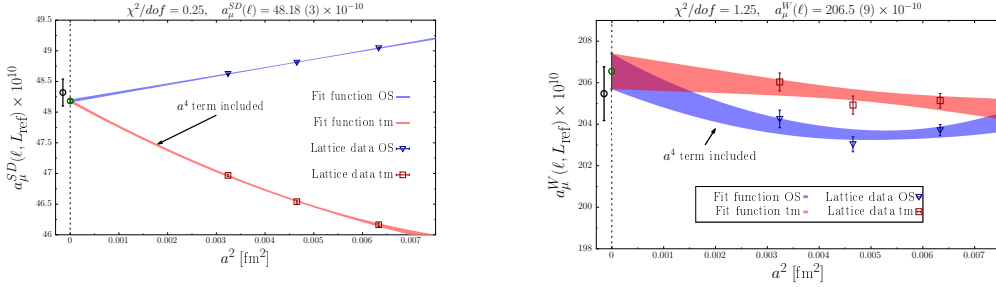 χ²/dof = 0.25, a_μ^{SD}(ℓ) = 48.18 (3) × 10⁻¹⁰
a_μ^{SD}(ℓ, L_ref) × 10¹⁰
49.5
49
48.5
48
47.5
47
46.5
46
a⁴ term included
Fit function OS
Fit function tm
Lattice data OS
Lattice data tm
0
0.001
0.002
0.003
0.004
0.005
0.006
0.007
a² [fm²]
χ²/dof = 1.25, a_μ^W(ℓ) = 206.5 (9) × 10⁻¹⁰
a_μ^W(ℓ, L_ref) × 10¹⁰
208
206
204
202
200
198
a⁴ term included
Fit function OS
Lattice data OS
Fit function tm
Lattice data tm
0
0.001
0.002
0.003
0.004
0.005
0.006
0.007
a² [fm²]